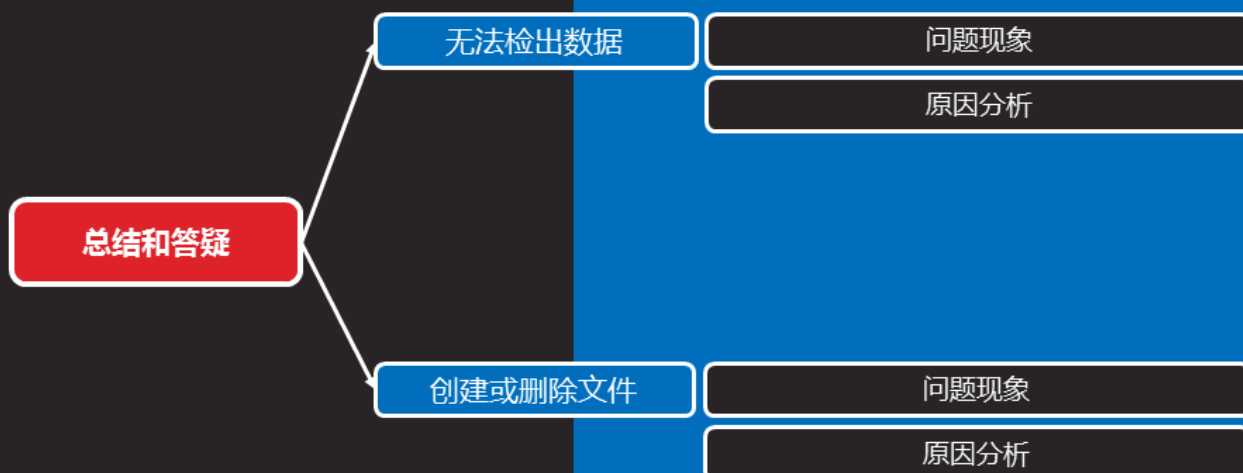 无法检出数据
问题现象
原因分析
总结和答疑
创建或删除文件
问题现象
原因分析